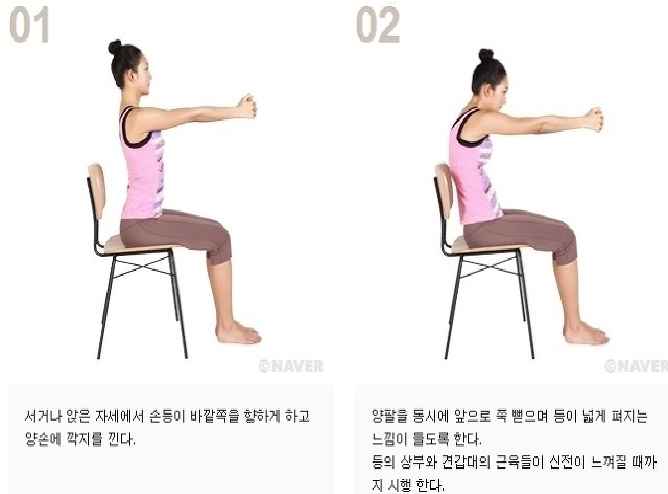 01
02
©NAVER
©NAVER
서거나 앉은 자세에서 손등이 바깥쪽을 향하게 하고
양손에 깍지를 낀다.
양팔을 동시에 앞으로 쭉 뻗으며 등이 넓게 펴지는
느낌이 들도록 한다.
등의 상부와 견갑대의 근육들이 신전이 느껴질 때까
지 시행 한다.